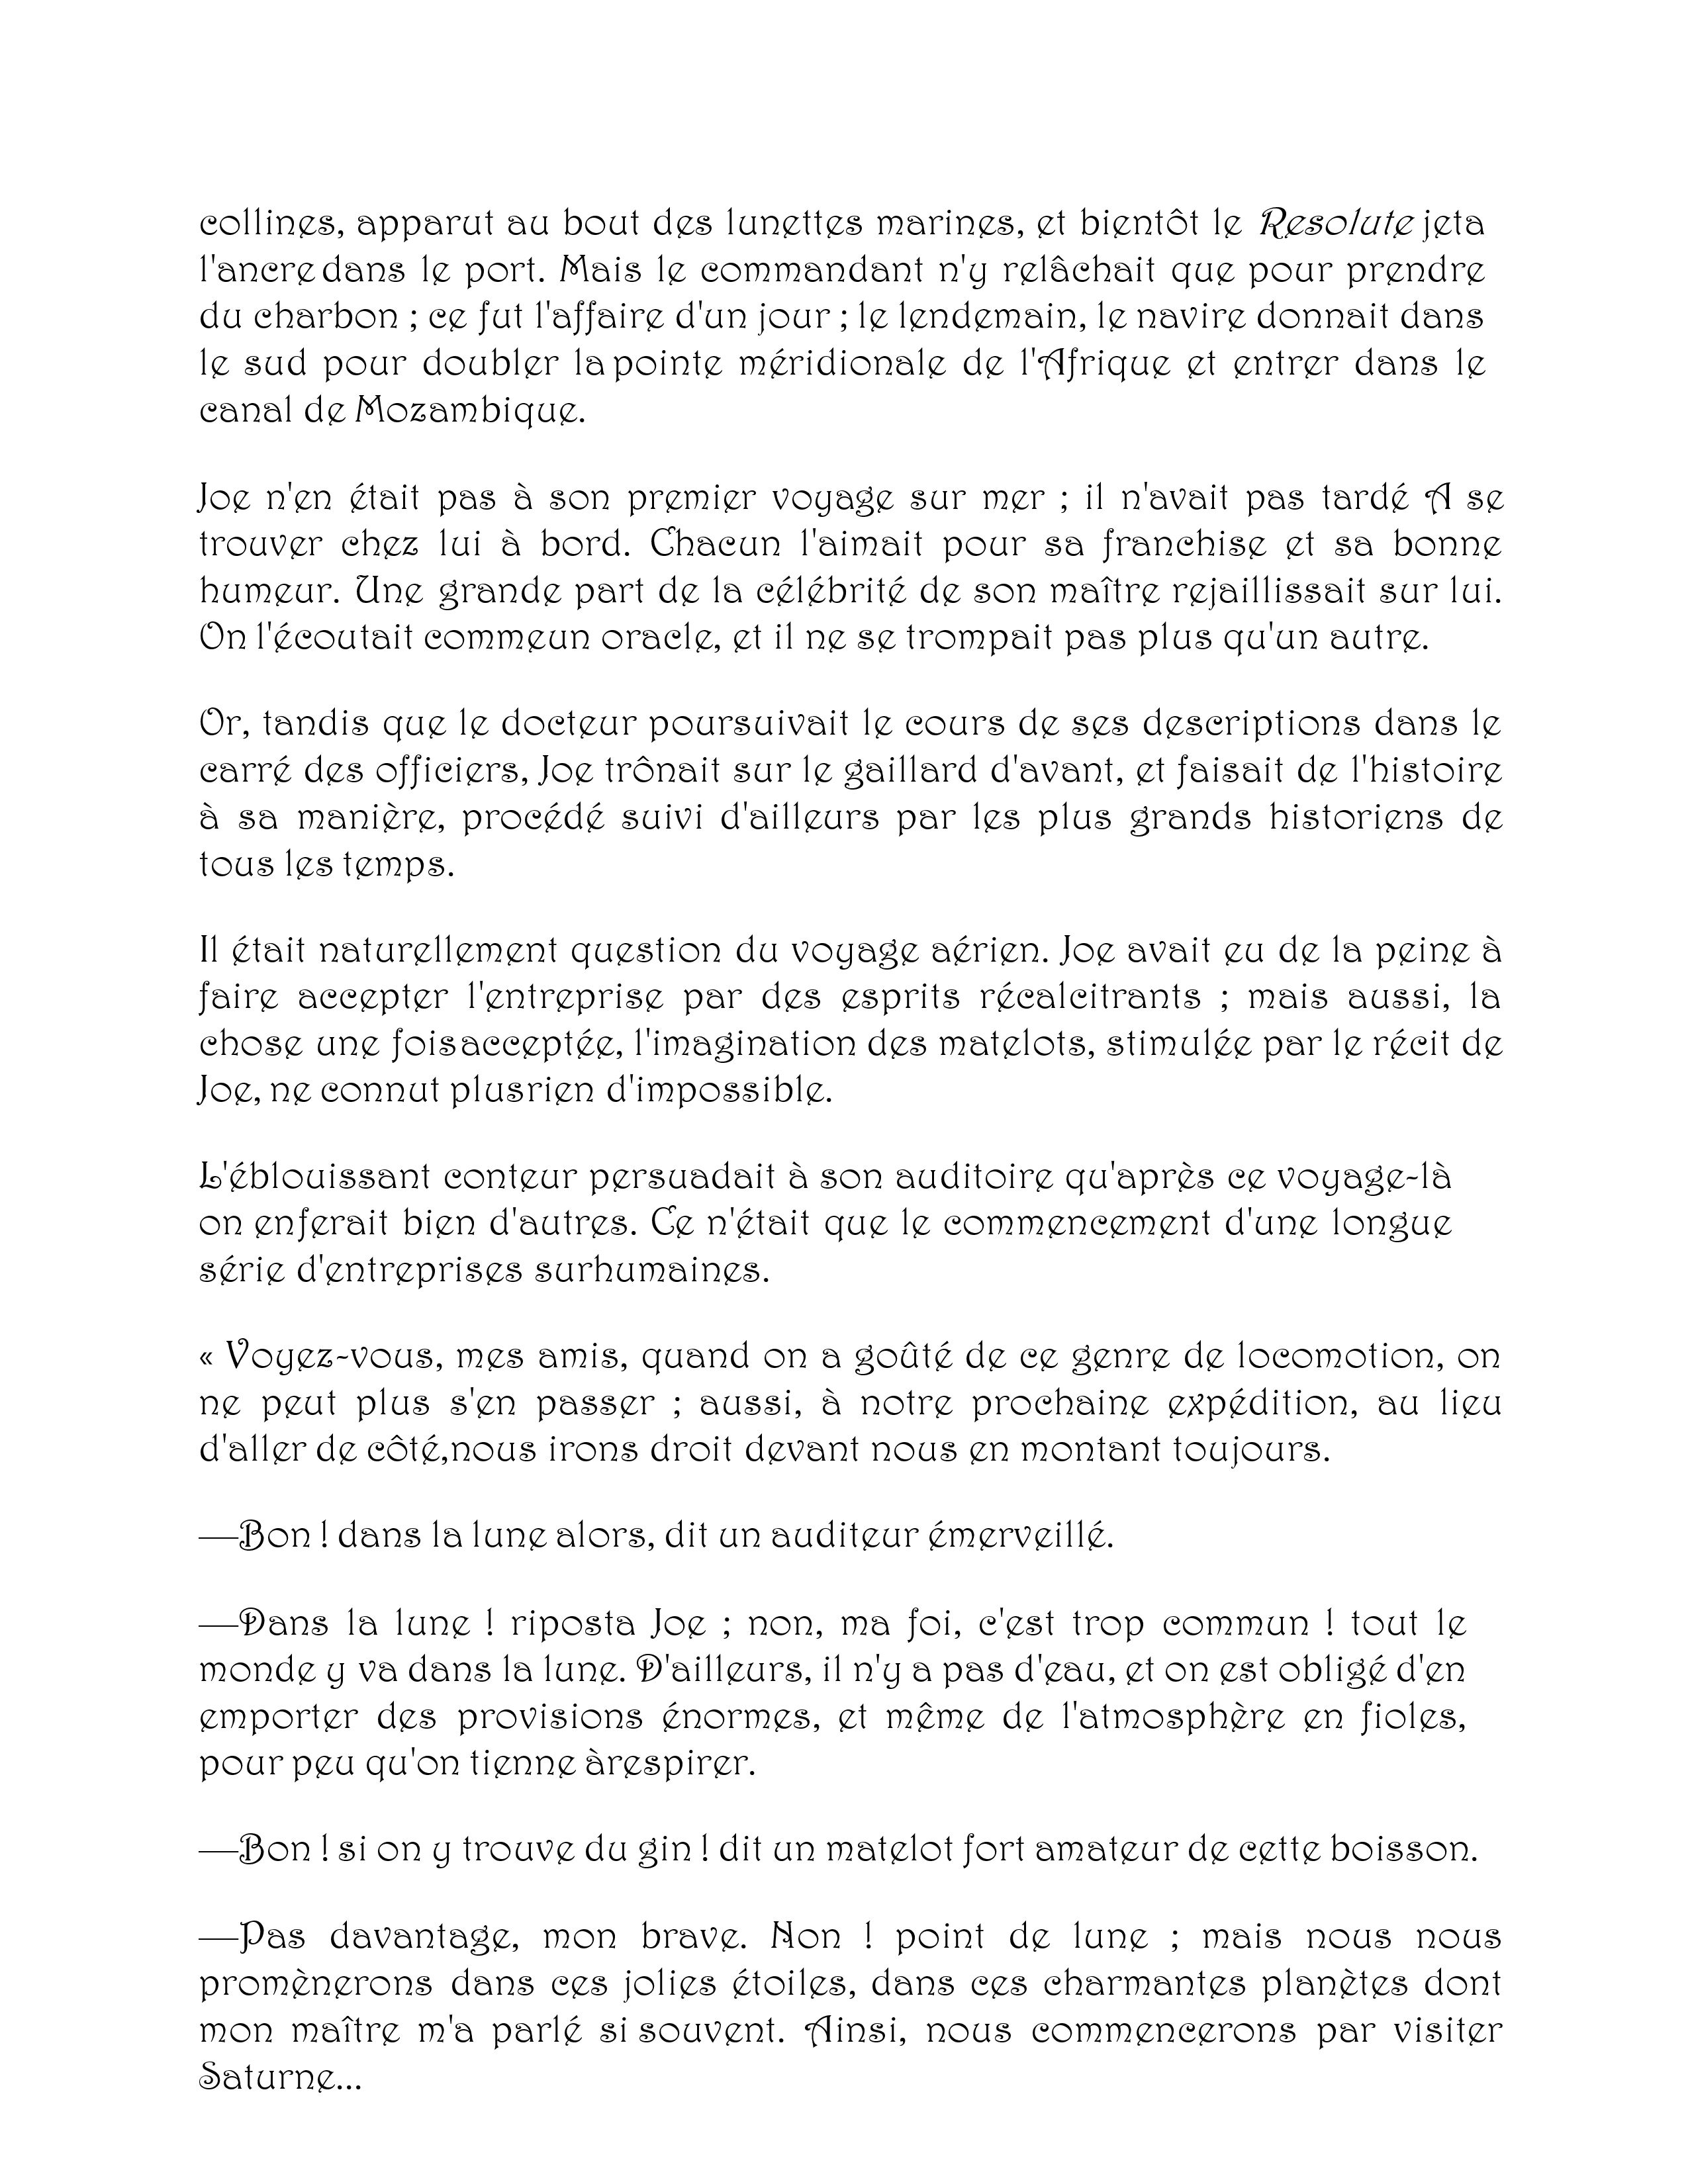 collines, apparut au bout des lunettes marines, et bientôt le Resolute jeta
l'ancre dans le port. Mais le commandant n'y relâchait que pour prendre
du charbon ; ce fut l'affaire d'un jour ; le lendemain, le navire donnait dans
le sud pour doubler la pointe méridionale de l'Afrique et entrer dans le
canal de Mozambique.
Joe n'en était pas à son premier voyage sur mer ; il n'avait pas tardé A se
trouver chez lui à bord. Chacun l'aimait pour sa franchise et sa bonne
humeur. Une grande part de la célébrité de son maître rejaillissait sur lui.
On l'écoutait commeun oracle, et il ne se trompait pas plus qu'un autre.
Or, tandis que le docteur poursuivait le cours de ses descriptions dans le
carré des officiers, Joe trônait sur le gaillard d'avant, et faisait de l'histoire
à sa manière, procédé suivi d'ailleurs par les plus grands historiens de
tous les temps.
Il était naturellement question du voyage aérien. Joe avait eu de la peine à
faire accepter l'entreprise par des esprits récalcitrants ; mais aussi, la
chose une foisacceptée, l'imagination des matelots, stimulée par le récit de
Joe, ne connut plusrien d'impossible.
L'éblouissant conteur persuadait à son auditoire qu'après ce voyage-là
on enferait bien d'autres. Ce n'était que le commencement d'une longue
série d'entreprises surhumaines.
« Voyez-vous, mes amis, quand on a goûté de ce genre de locomotion, on
ne peut plus s'en passer ; aussi, à notre prochaine expédition, au lieu
d'aller de côté,nous irons droit devant nous en montant toujours.
—Bon ! dans la lune alors, dit un auditeur émerveillé.
—Dans la lune ! riposta Joe ; non, ma foi, c'est trop commun ! tout le
monde y va dans la lune. D'ailleurs, il n'y a pas d'eau, et on est obligé d'en
emporter des provisions énormes, et même de l'atmosphère en fioles,
pour peu qu'on tienne àrespirer.
—Bon ! si on y trouve du gin ! dit un matelot fort amateur de cette boisson.
—Pas davantage, mon brave. Non ! point de lune ; mais nous nous
promènerons dans ces jolies étoiles, dans ces charmantes planètes dont
mon maître m'a parlé si souvent. Ainsi, nous commencerons par visiter
Saturne...